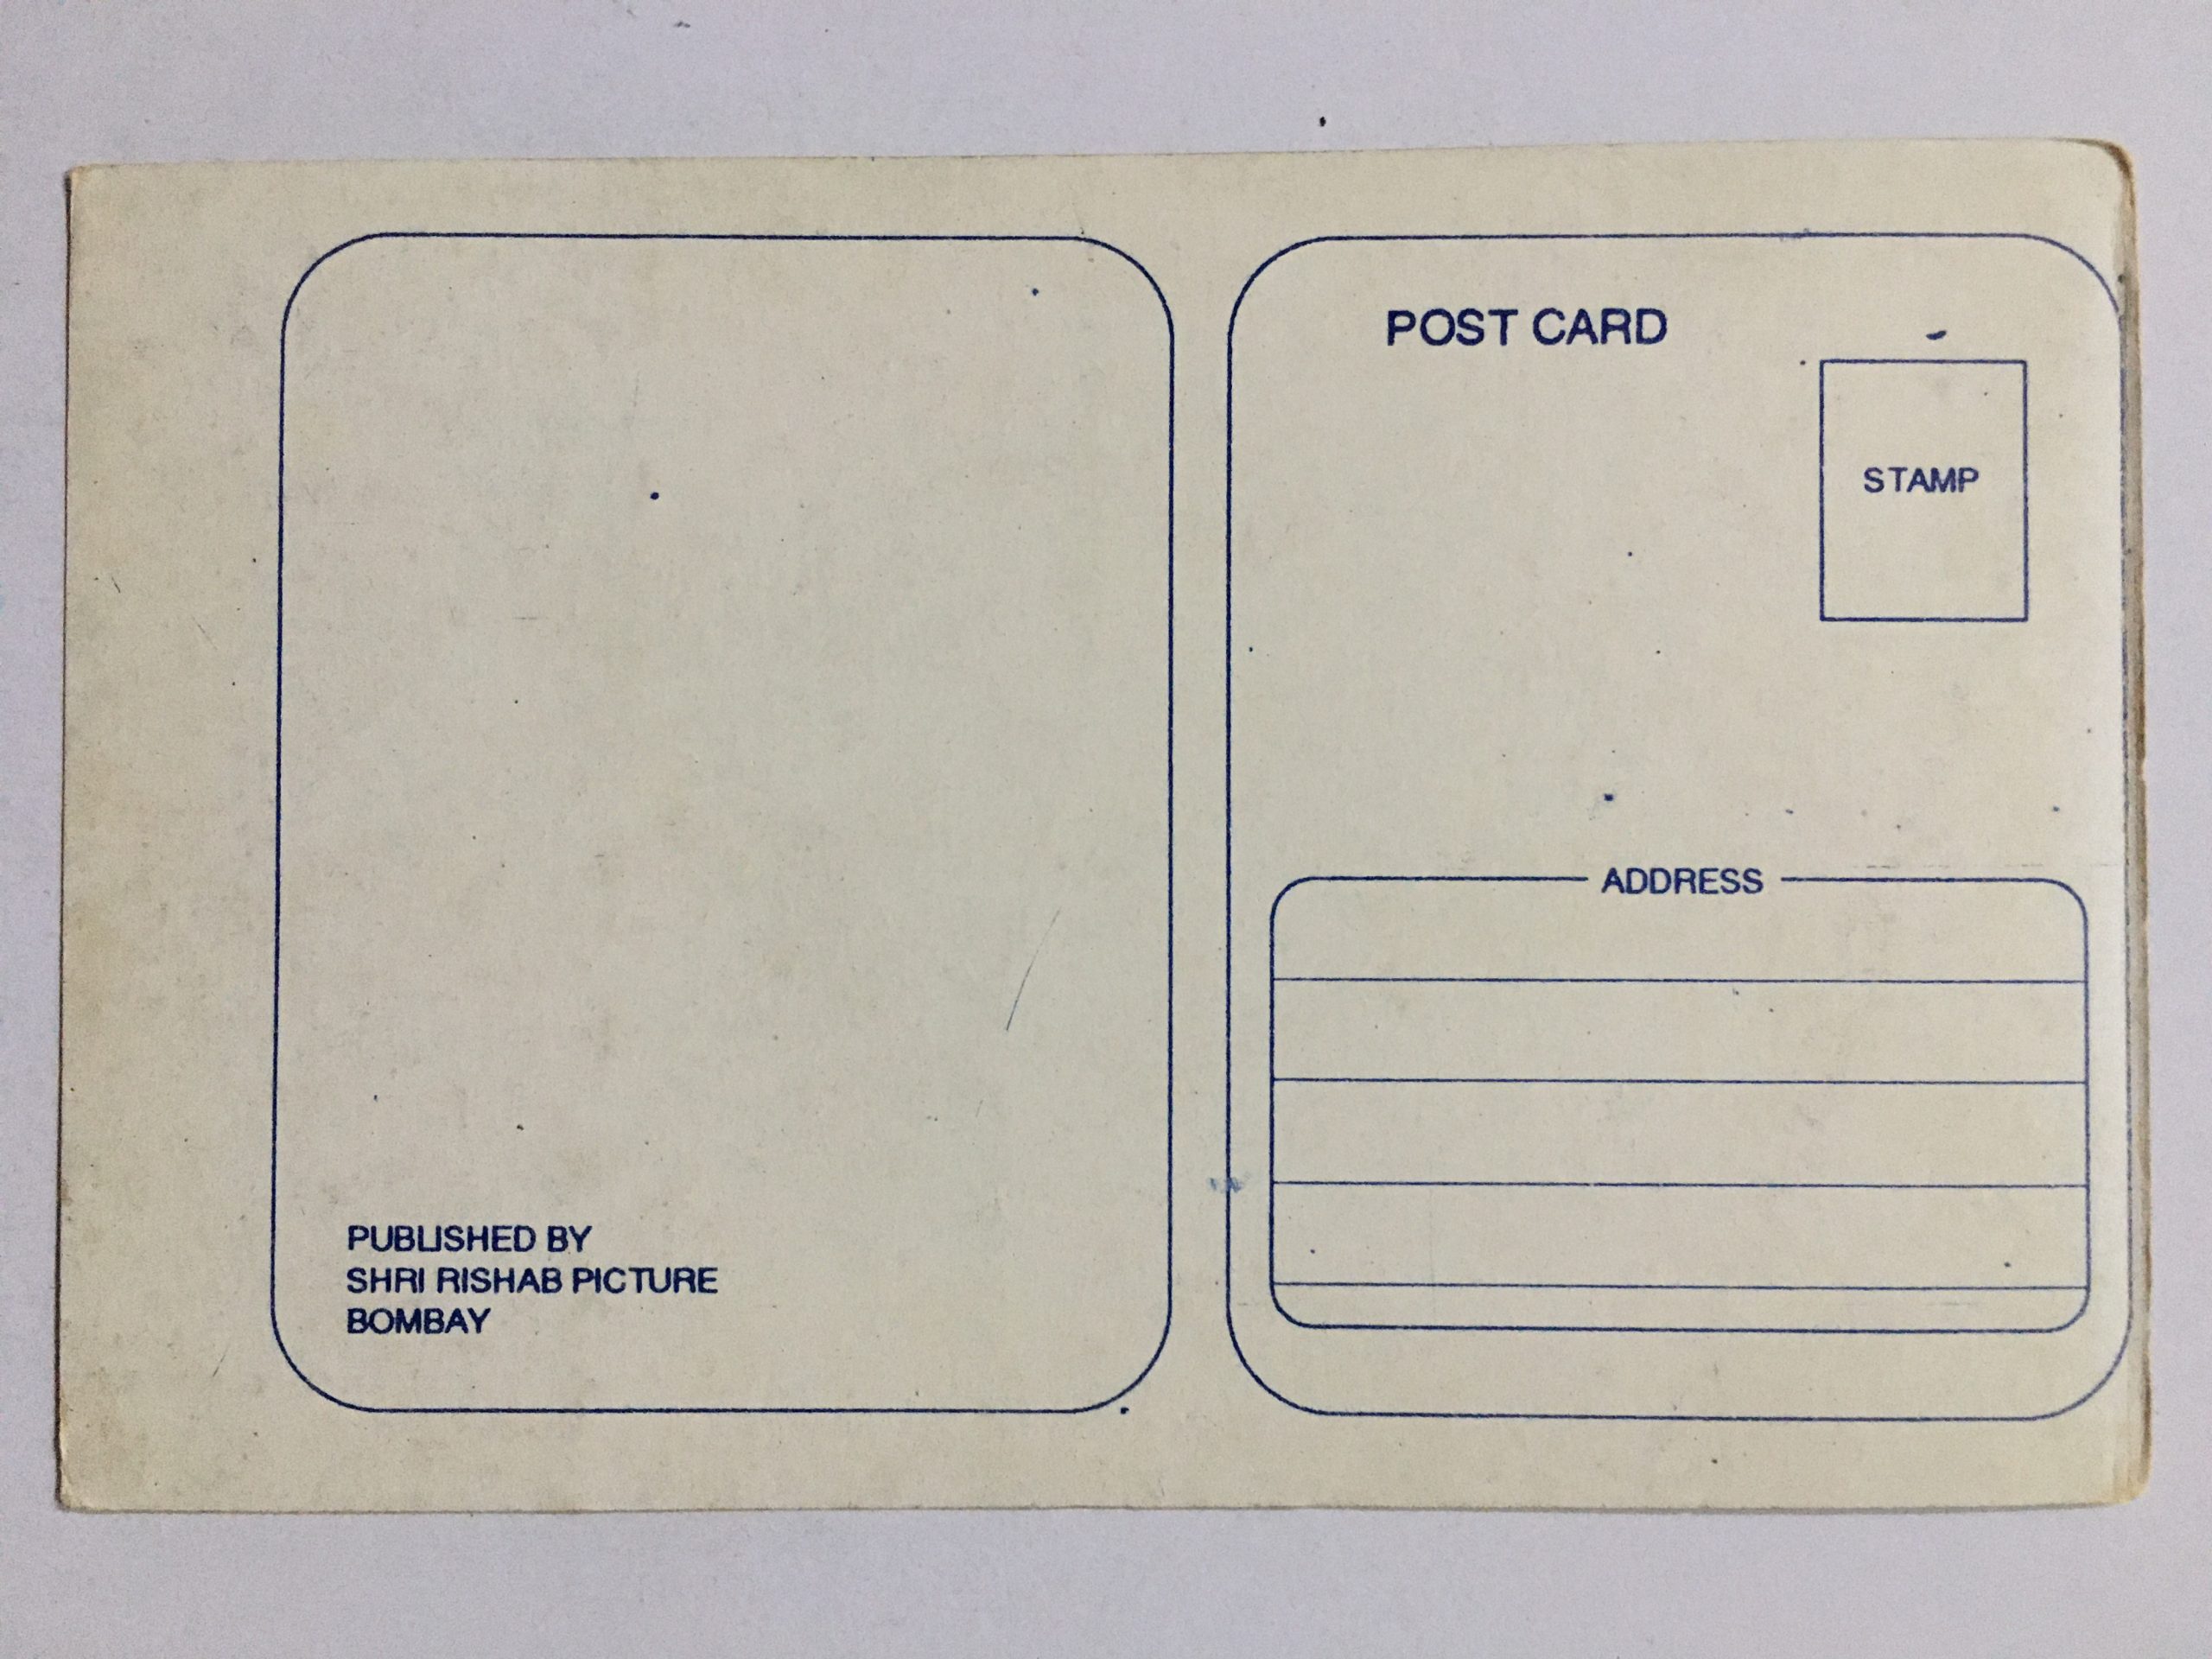 POST CARD
STAMP
ADDRESS
PUBLISHED BY
SHRI RISHAB PICTURE
BOMBAY